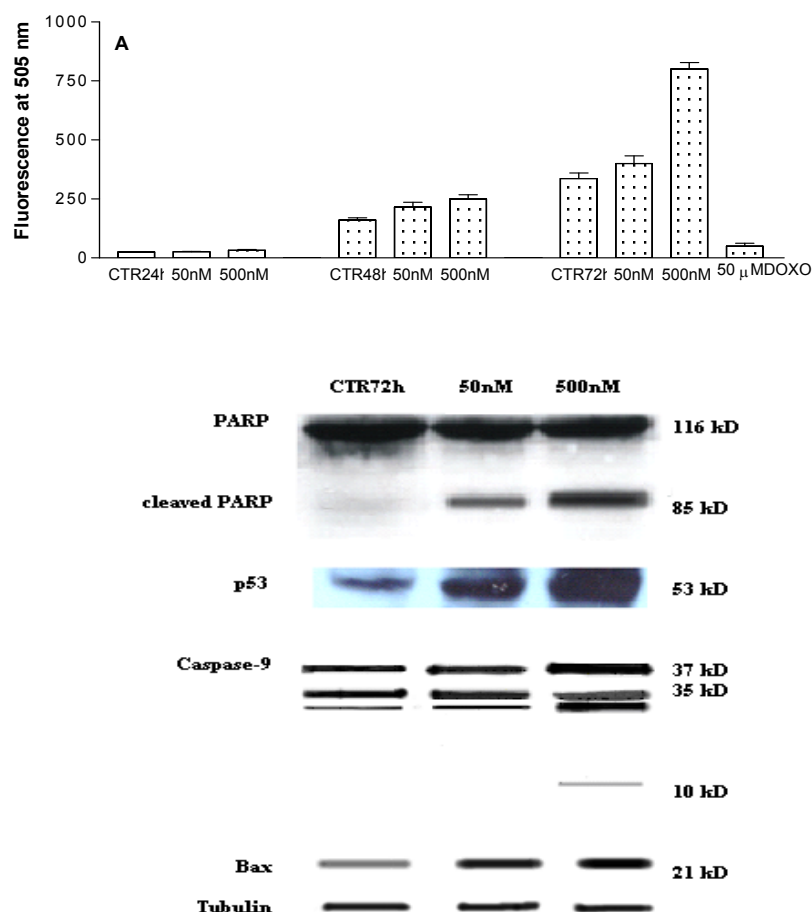 1000
A
750
500
250
0
Fluorescence at 505 nm
CTR24h 50nM 500nM CTR48h 50nM 500nM CTR72h 50nM 500nM 50 μMDOXO
CTR72h 50nM 500nM
PARP 116 kD
cleaved PARP 85 kD
p53 53 kD
Caspase-9 37 kD
35 kD
10 kD
Bax 21 kD
Tubulin